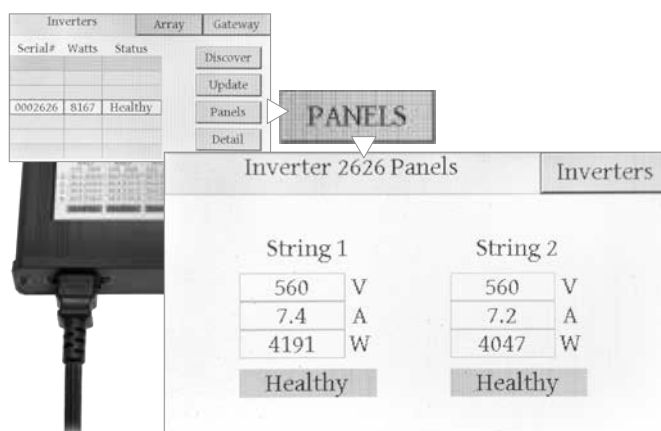 Inverters Array Gateway
Serial# Watts Status
Discover
Update
0002626 8167 Healthy
Panels
Detail
PANELS
Inverter 2626 Panels
Inverters
String 1 String 2
560 V 560 V
7.4 A 7.2 A
4191 W 4047 W
Healthy Healthy